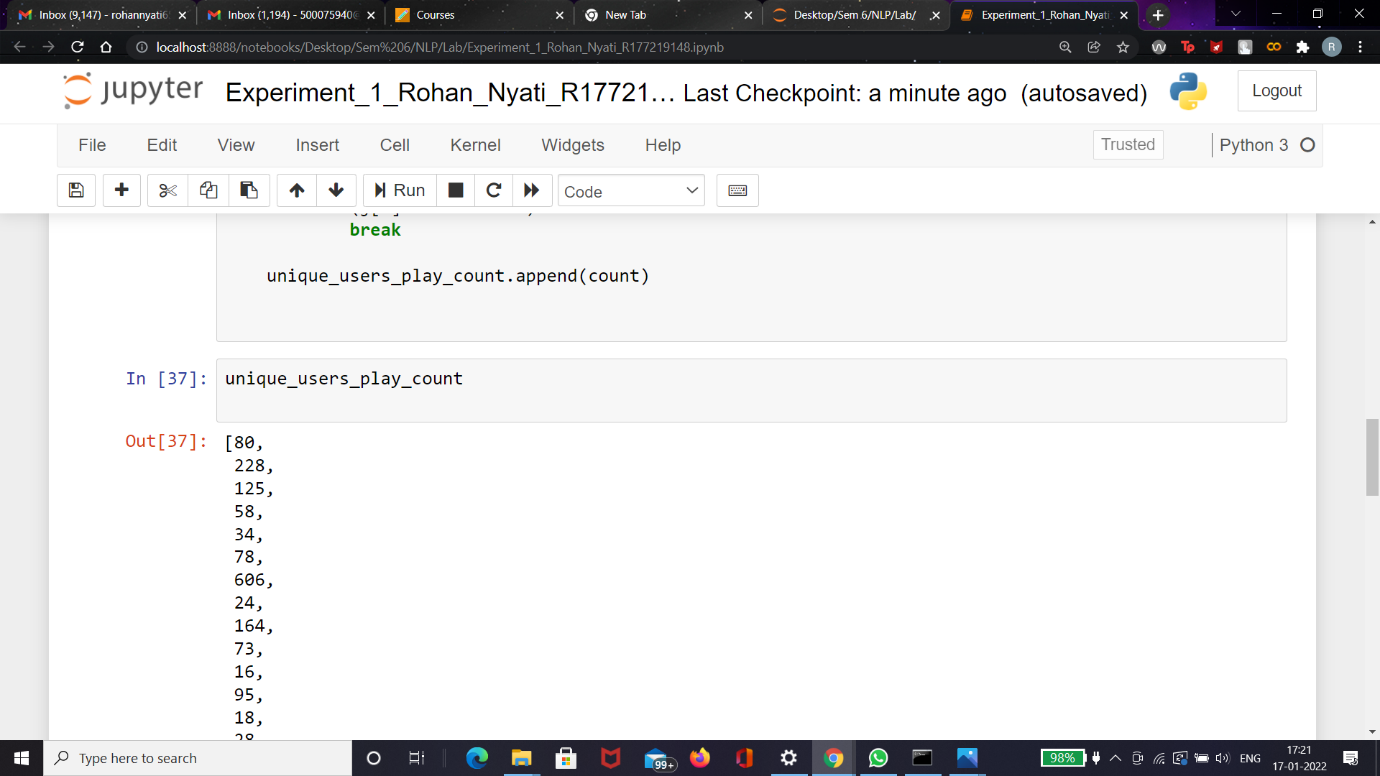 Inbox (9,147) - rohannyati6
Inbox (1,194) - 500075940@
Courses
New Tab
Desktop/Sem 6/NLP/Lab/
Experiment_1_Rohan_Nyati_
localhost:8888/notebooks/Desktop/Sem%206/NLP/Lab/Experiment_1_Rohan_Nyati_R177219148.ipynb
Tp
R
jupyter Experiment_1_Rohan_Nyati_R17721... Last Checkpoint: a minute ago (autosaved)
Logout
File Edit View Insert Cell Kernel Widgets Help
Trusted
Python 3
Run
Code
break
unique_users_play_count.append(count)
In [37]: unique_users_play_count
Out[37]: [80,
228,
125,
58,
34,
78,
606,
24,
164,
73,
16,
95,
18,
Type here to search
99+
98%
ENG
17:21
17-01-2022